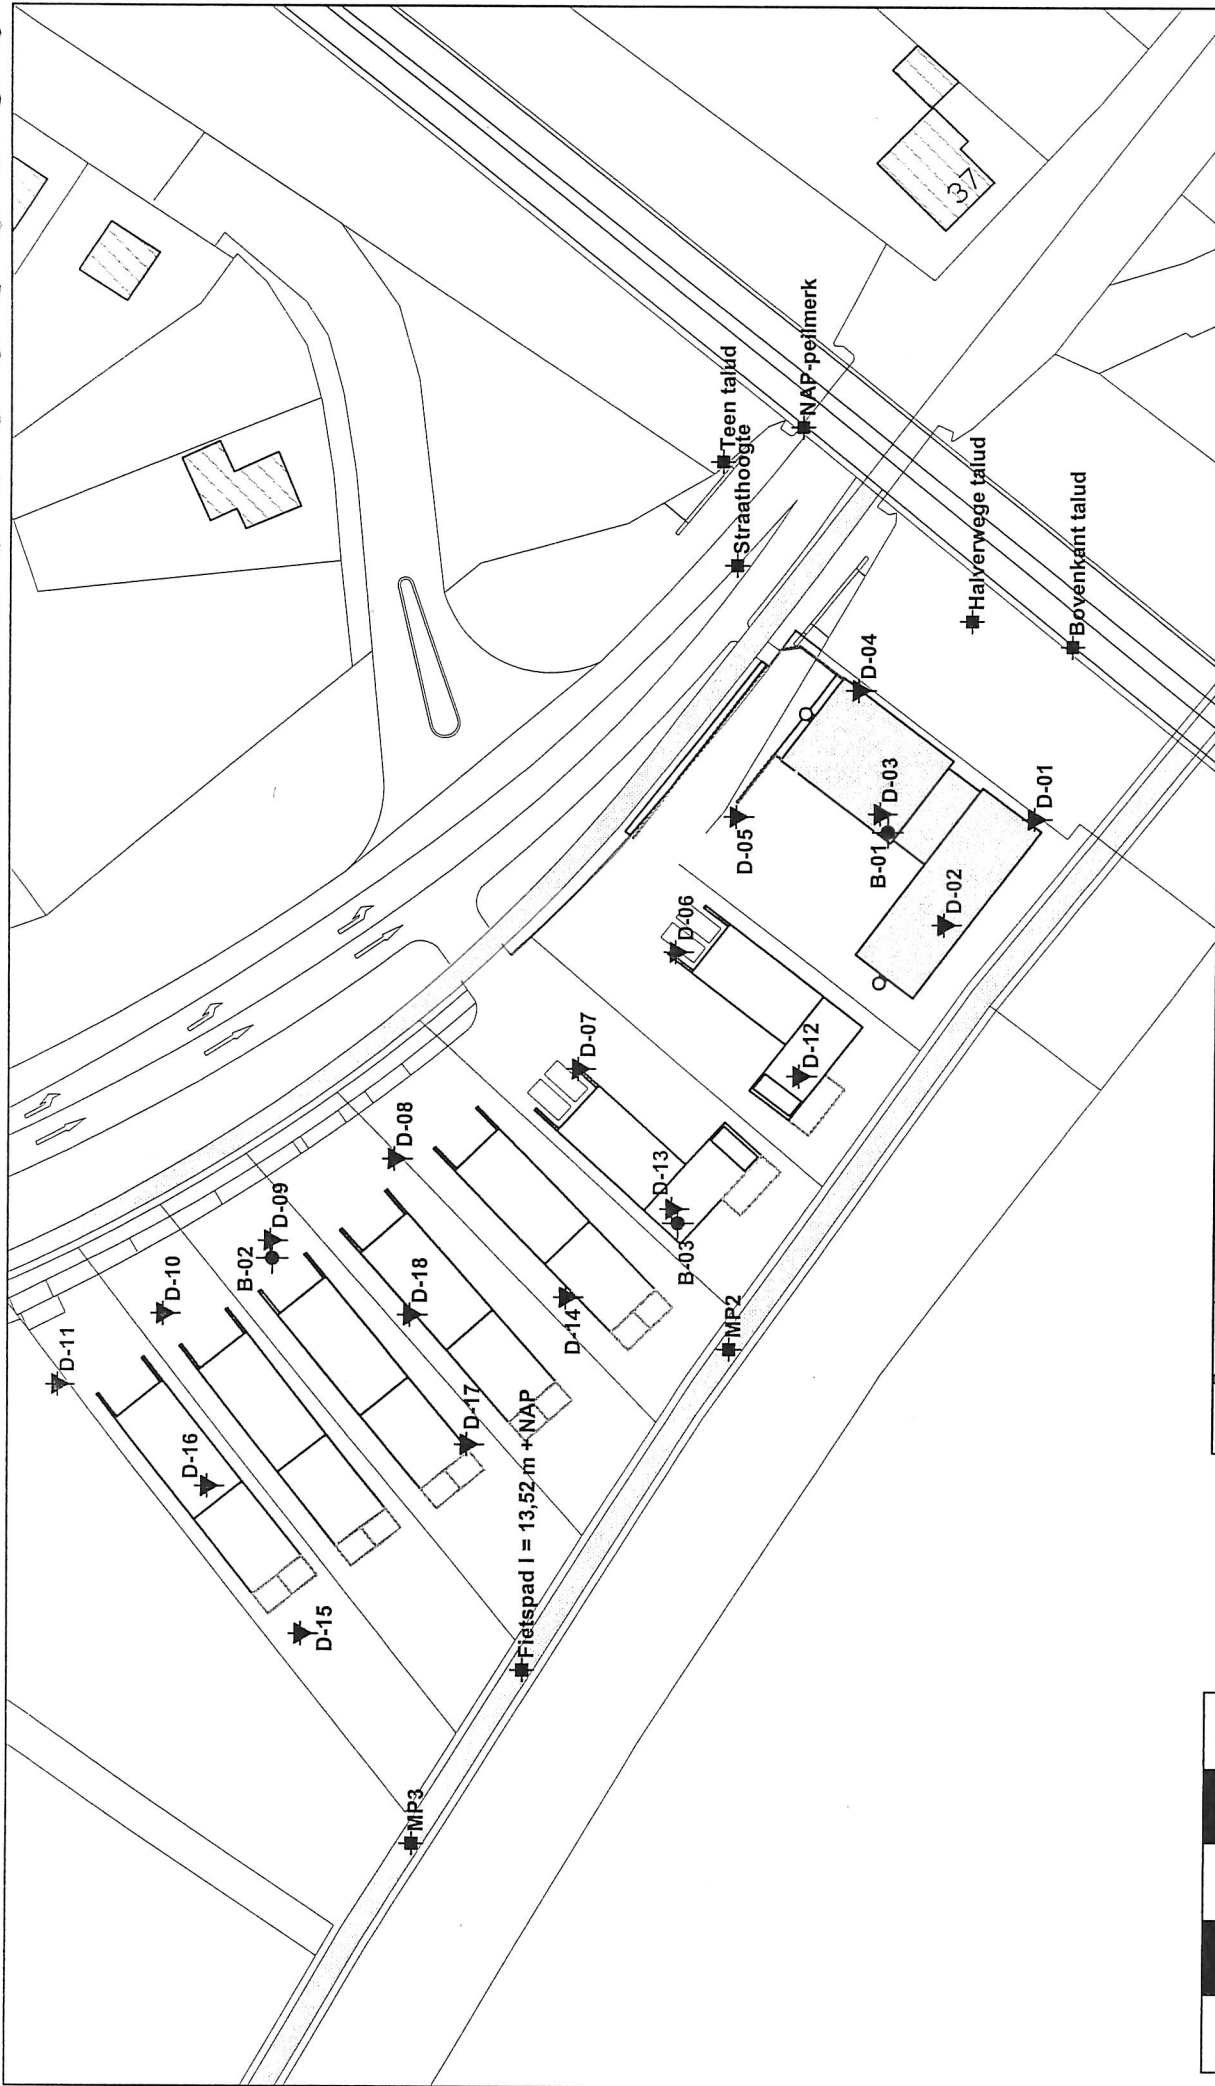 37
Teen talud
NAP-peilmerk
Straathoogte
Halverwege talud
Bovenkant talud
D-04
D-03
B-01
D-01
D-05
D-02
D-06
D-12
D-07
D-08
D-13
B-03
D-09
B-02
D-10
D-18
D-14
MP2
D-11
D-16
D-17
Fietspad I = 13,52 m + NAP
D-15
MP3